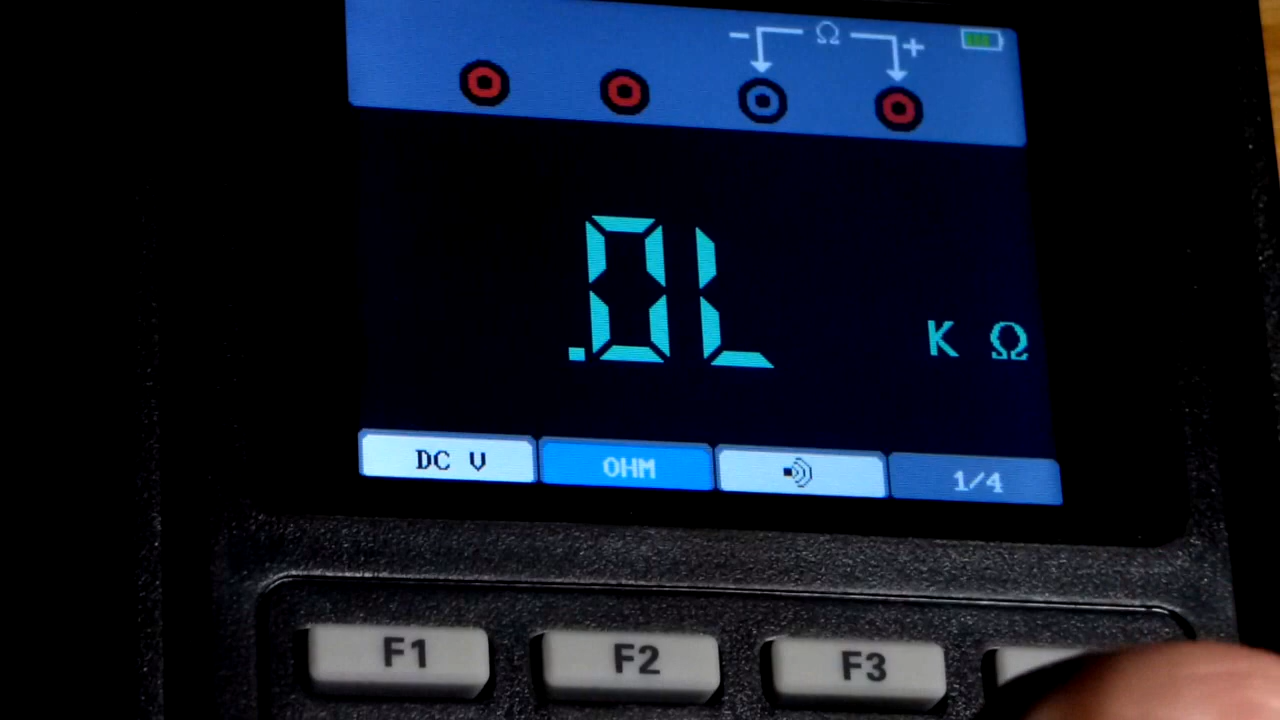 - Ω +
.0L
K Ω
DC V OHM 1/4
F1 F2 F3